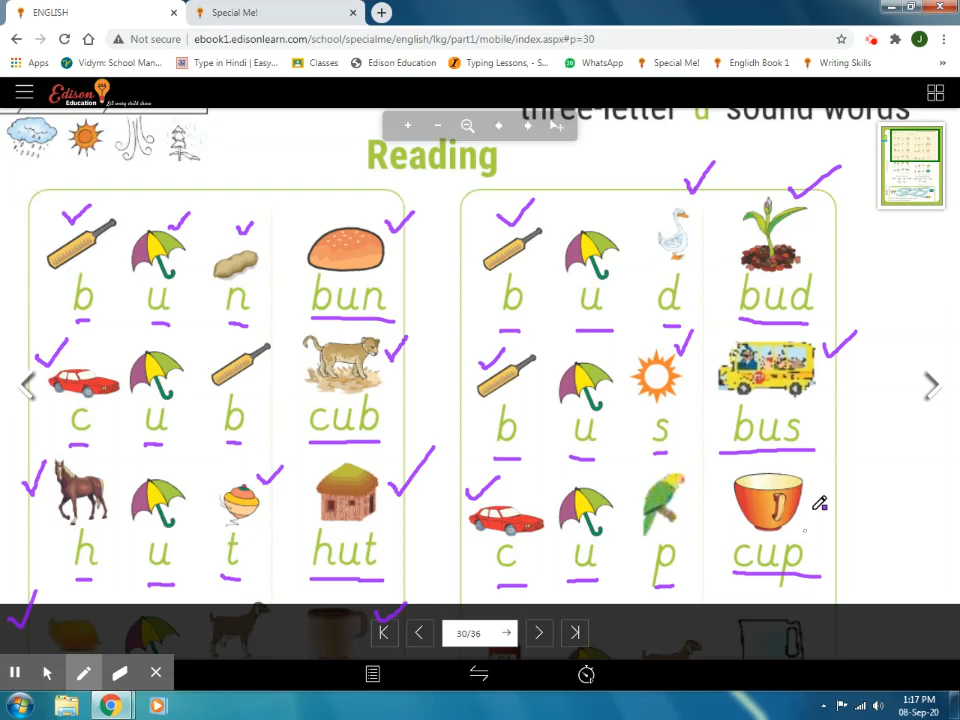 ENGLISH
Special Me!
Not secure
ebook1.edisonlearn.com/school/specialme/english/lkg/part1/mobile/index.aspx#p=30
J
Apps
Vidym: School Man...
Type in Hindi | Easy...
Classes
Edison Education
Typing Lessons, - S...
WhatsApp
Special Me!
Englidh Book 1
Writing Skills
»
Edison
Education
three-letter 'u' sound words
Reading
b u n bun
c u b cub
h u t hut
b u d bud
b u s bus
c u p cup
30/36
1:17 PM
08-Sep-20